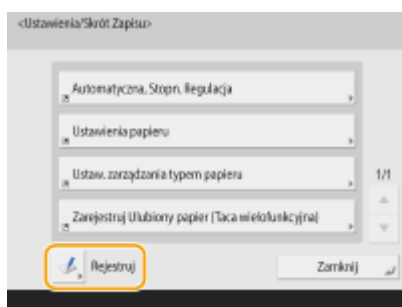 <Ustawienia/Skrót Zapisu>
Automatyczna, Stopn. Regulacja
Ustawienia papieru
Ustaw. zarządzania typem papieru
1/1
Zarejestruj Ulubiony papier (Taca wielofunkcyjna)
Rejestruj
Zamknij